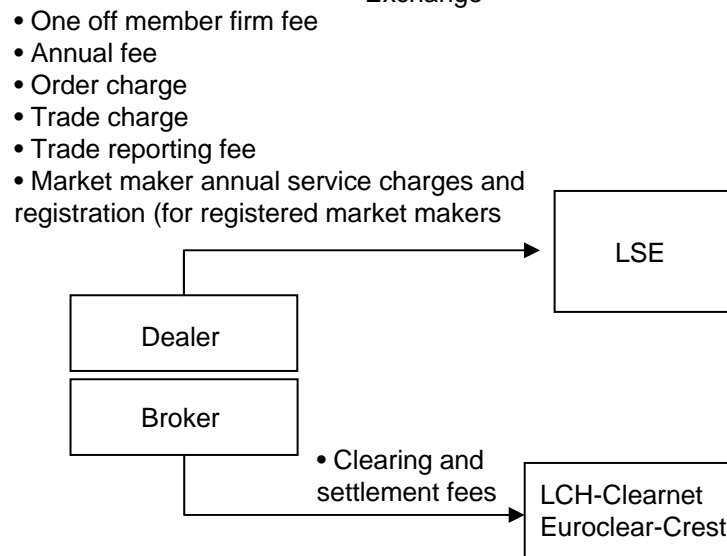 Exchange
• One off member firm fee
• Annual fee
• Order charge
• Trade charge
• Trade reporting fee
• Market maker annual service charges and
registration (for registered market makers
LSE
Dealer
Broker
• Clearing and
settlement fees
LCH-Clearnet
Euroclear-Crest